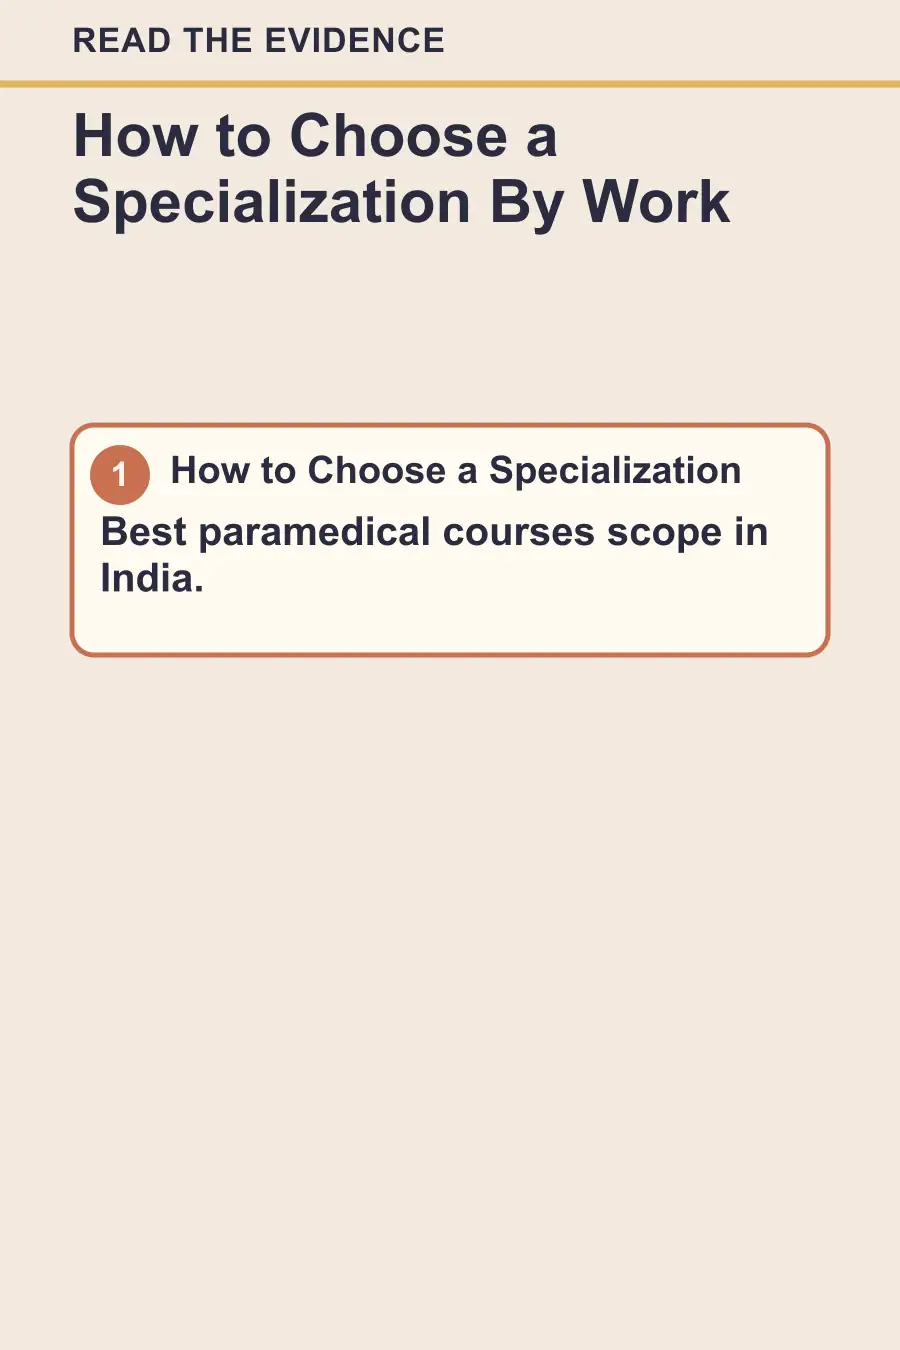 READ THE EVIDENCE
How to Choose a
Specialization By Work
1 How to Choose a Specialization
Best paramedical courses scope in
India.